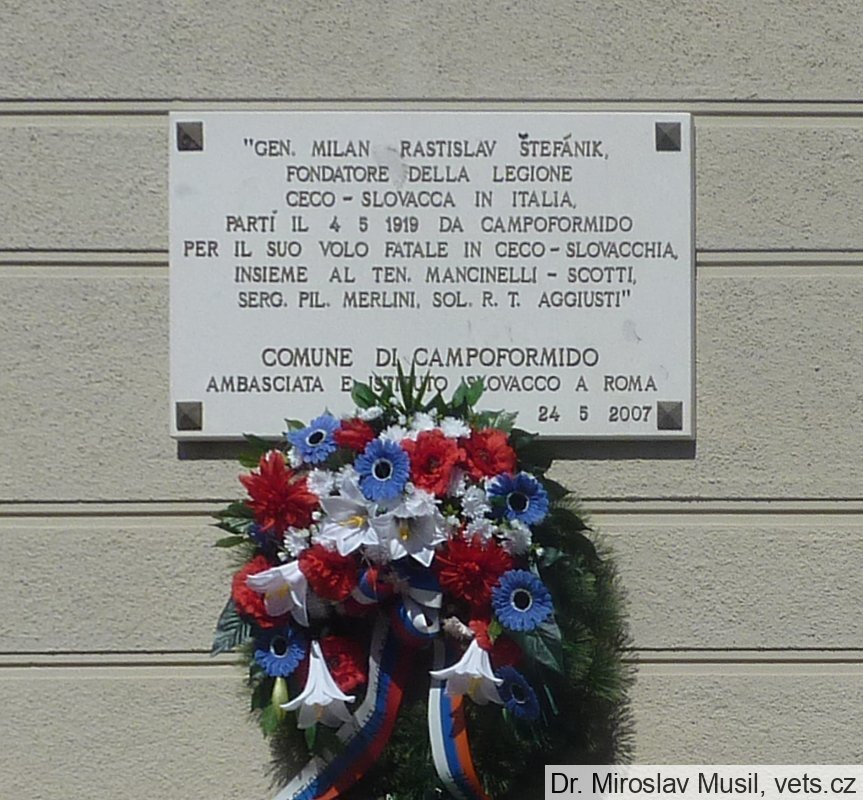 "GEN. MILAN RASTISLAV ŠTEFÁNIK,
FONDATORE DELLA LEGIONE
CECO - SLOVACCA IN ITALIA,
PARTÍ IL 4 5 1919 DA CAMPOFORMIDO
PER IL SUO VOLO FATALE IN CECO - SLOVACCHIA,
INSIEME AL TEN. MANCINELLI - SCOTTI,
SERG. PIL. MERLINI, SOL. R. T. AGGIUSTI"
COMUNE DI CAMPOFORMIDO
AMBASCIATA E ISTITUTO SLOVACCO A ROMA
24 5 2007
Dr. Miroslav Musil, vets.cz